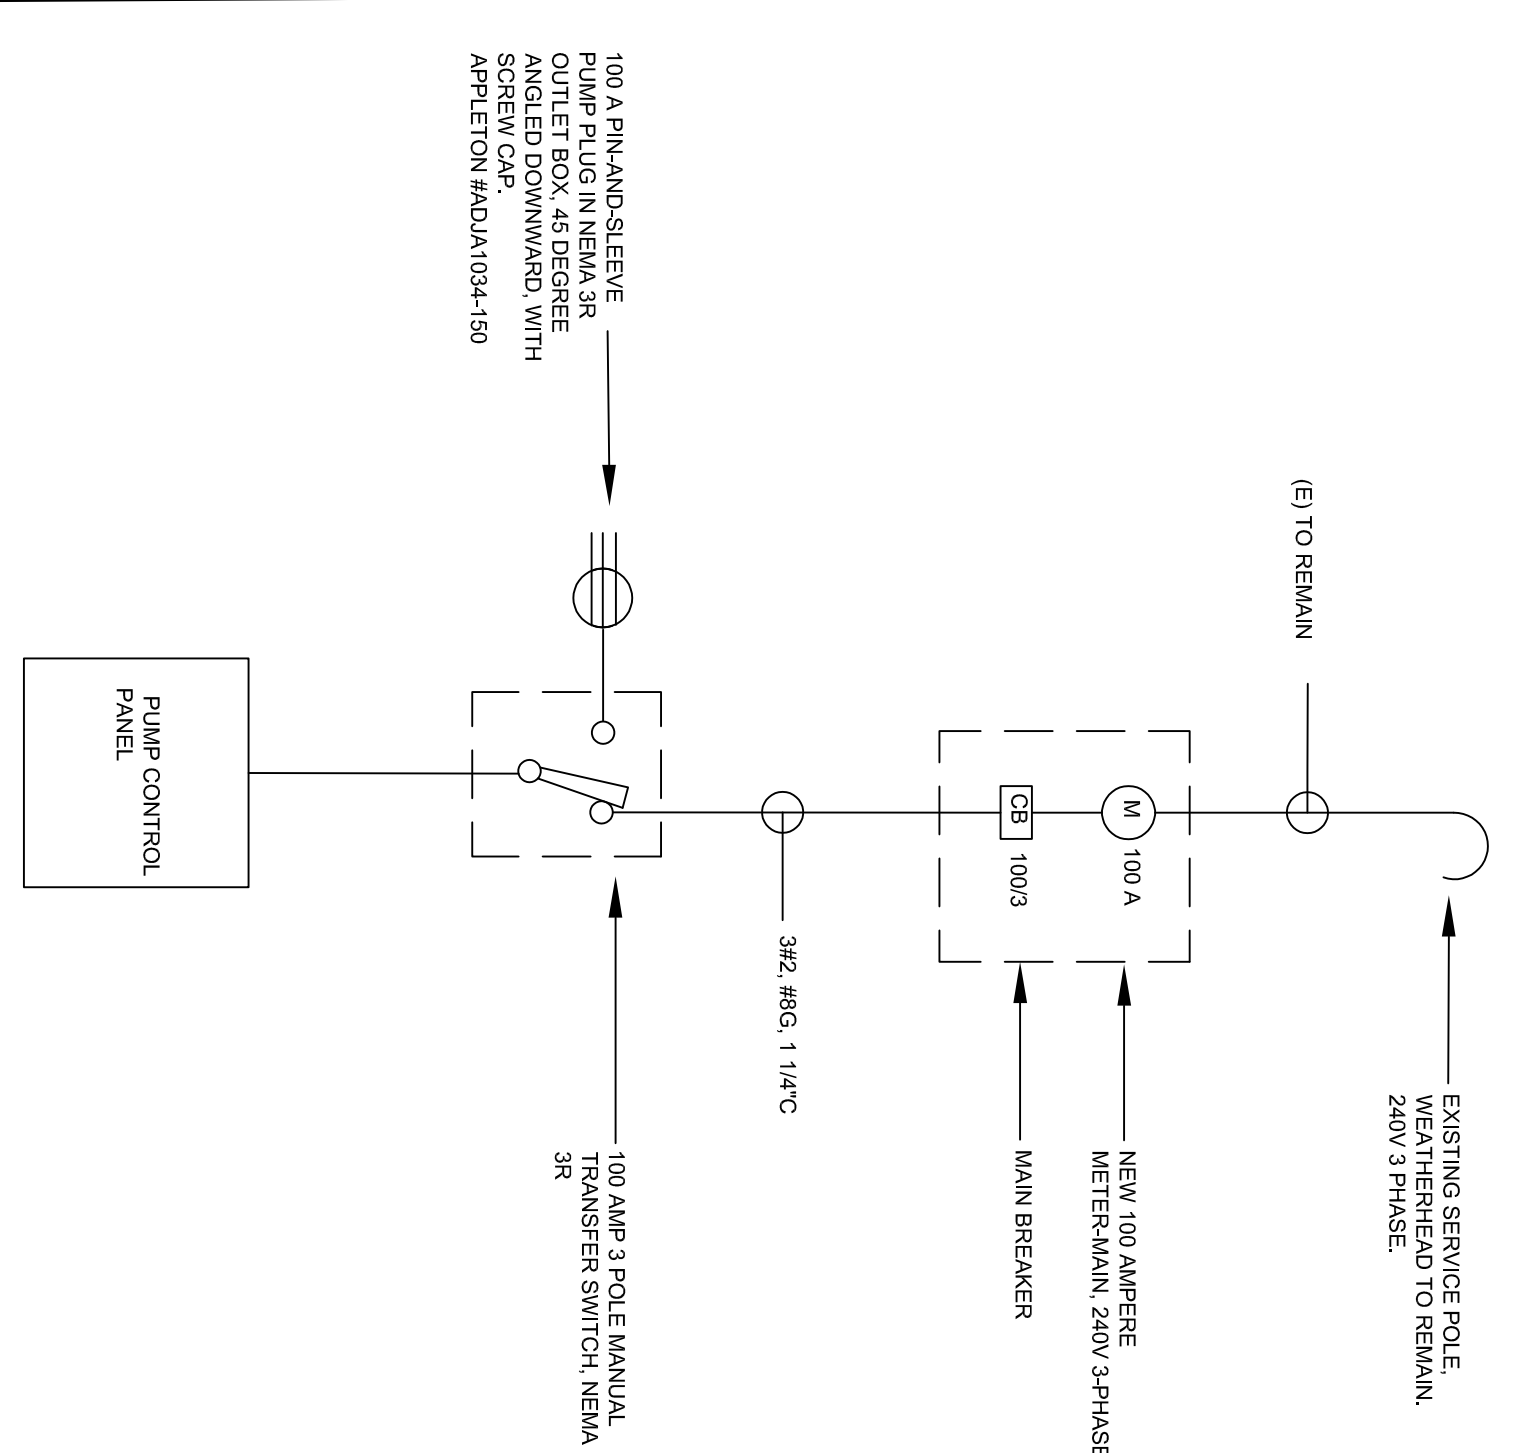 EXISTING SERVICE POLE,
WEATHERHEAD TO REMAIN.
240V 3 PHASE.
(E) TO REMAIN
M
100 A
NEW 100 AMPERE
METER-MAIN, 240V 3-PHASE
CB
100/3
MAIN BREAKER
3#2, #8G, 1 1/4"C
100 A PIN-AND-SLEEVE
PUMP PLUG IN NEMA 3R
OUTLET BOX, 45 DEGREE
ANGLED DOWNWARD, WITH
SCREW CAP.
APPLETON #ADJA1034-150
100 AMP 3 POLE MANUAL
TRANSFER SWITCH, NEMA
3R
PUMP CONTROL
PANEL